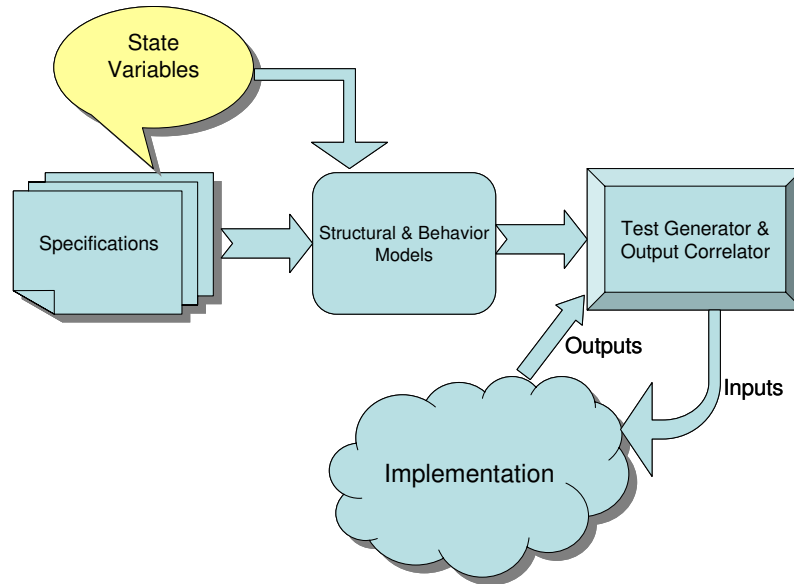 State
Variables
Specifications
Structural & Behavior
Models
Test Generator &
Output Correlator
Outputs
Inputs
Implementation